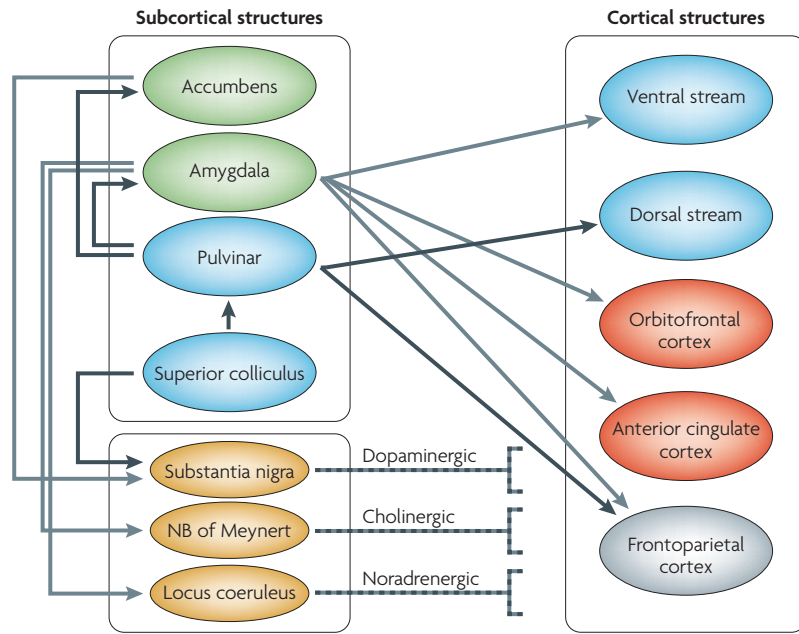 Subcortical structures
Cortical structures
Accumbens
Amygdala
Pulvinar
Superior colliculus
Substantia nigra
NB of Meynert
Locus coeruleus
Dopaminergic
Cholinergic
Noradrenergic
Ventral stream
Dorsal stream
Orbitofrontal
cortex
Anterior cingulate
cortex
Frontoparietal
cortex